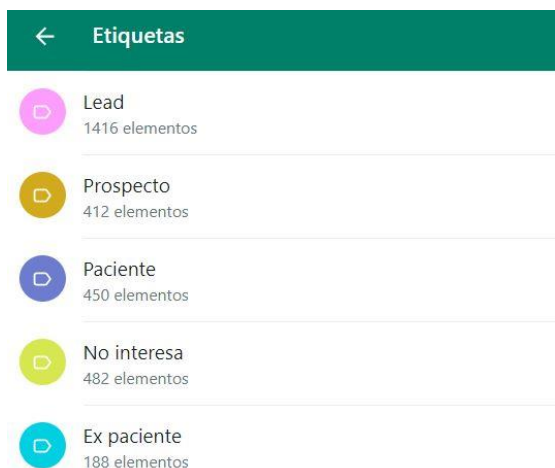 Etiquetas
Lead
1416 elementos
Prospecto
412 elementos
Paciente
450 elementos
No interesa
482 elementos
Ex paciente
188 elementos